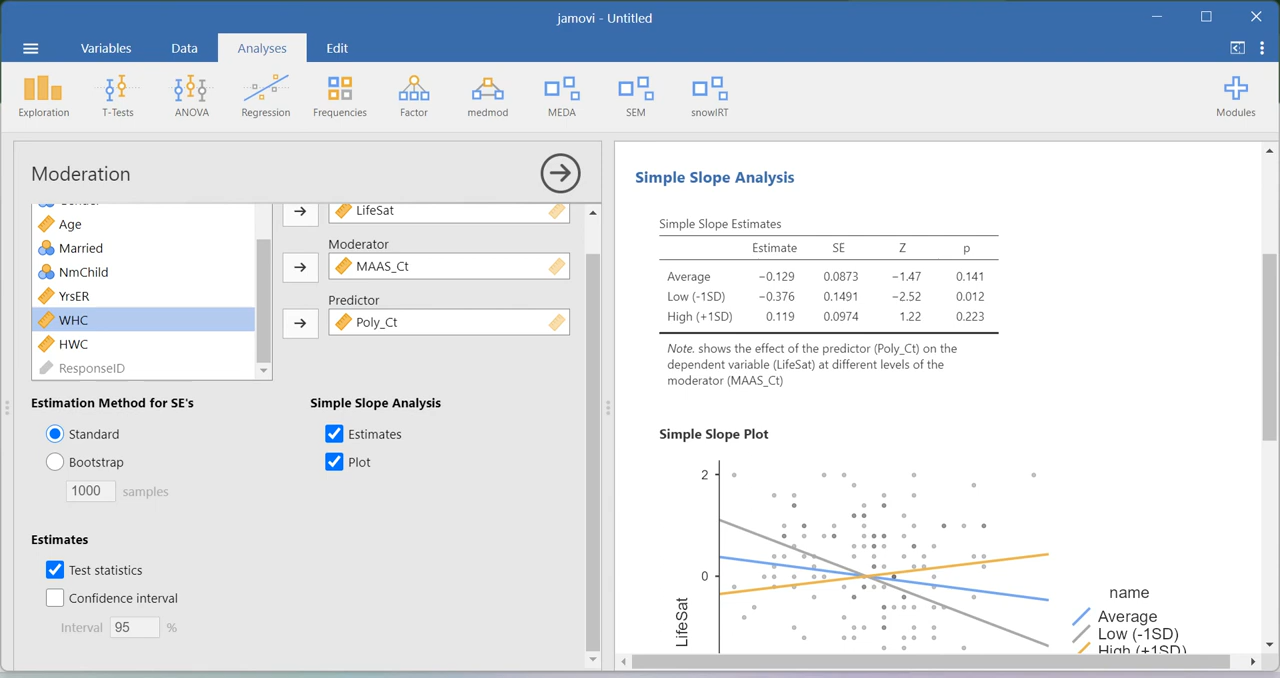 jamovi - Untitled
Variables Data Analyses Edit
Exploration T-Tests ANOVA Regression Frequencies Factor medmod MEDA SEM snowIRT Modules
Moderation
Age
Married
NmChild
YrsER
WHC
HWC
ResponseID
LifeSat
Moderator
MAAS_Ct
Predictor
Poly_Ct
Estimation Method for SE's
Standard
Bootstrap
1000 samples
Simple Slope Analysis
Estimates
Plot
Estimates
Test statistics
Confidence interval
Interval 95 %
Simple Slope Analysis
Simple Slope Estimates
Estimate SE Z p
Average −0.129 0.0873 −1.47 0.141
Low (-1SD) −0.376 0.1491 −2.52 0.012
High (+1SD) 0.119 0.0974 1.22 0.223
Note. shows the effect of the predictor (Poly_Ct) on the
dependent variable (LifeSat) at different levels of the
moderator (MAAS_Ct)
Simple Slope Plot
2
0
LifeSat
name
Average
Low (-1SD)
High (+1SD)